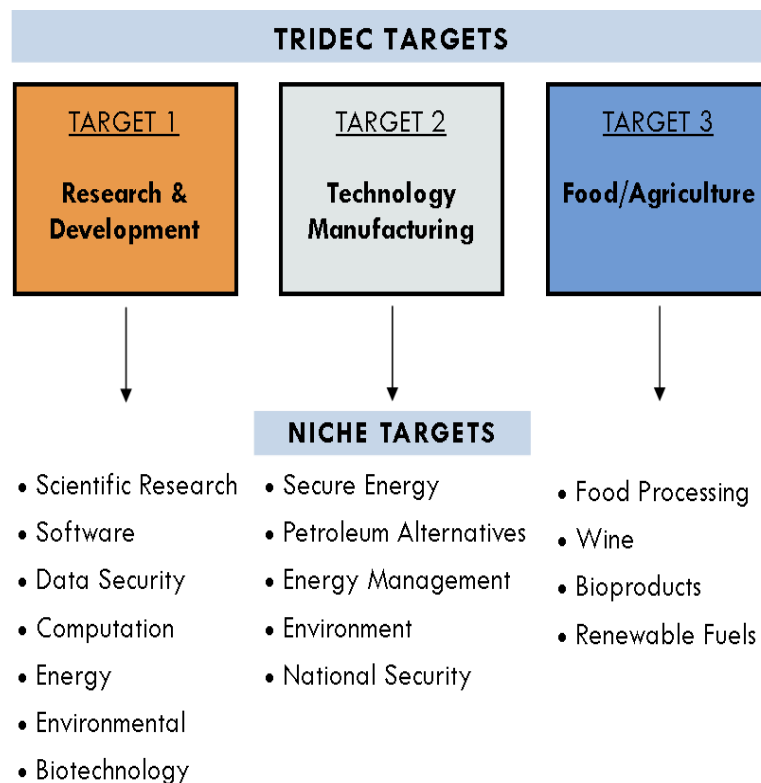 TRIDEC TARGETS
TARGET 1
Research &
Development
TARGET 2
Technology
Manufacturing
TARGET 3
Food/Agriculture
NICHE TARGETS
• Scientific Research
• Software
• Data Security
• Computation
• Energy
• Environmental
• Biotechnology
• Secure Energy
• Petroleum Alternatives
• Energy Management
• Environment
• National Security
• Food Processing
• Wine
• Bioproducts
• Renewable Fuels